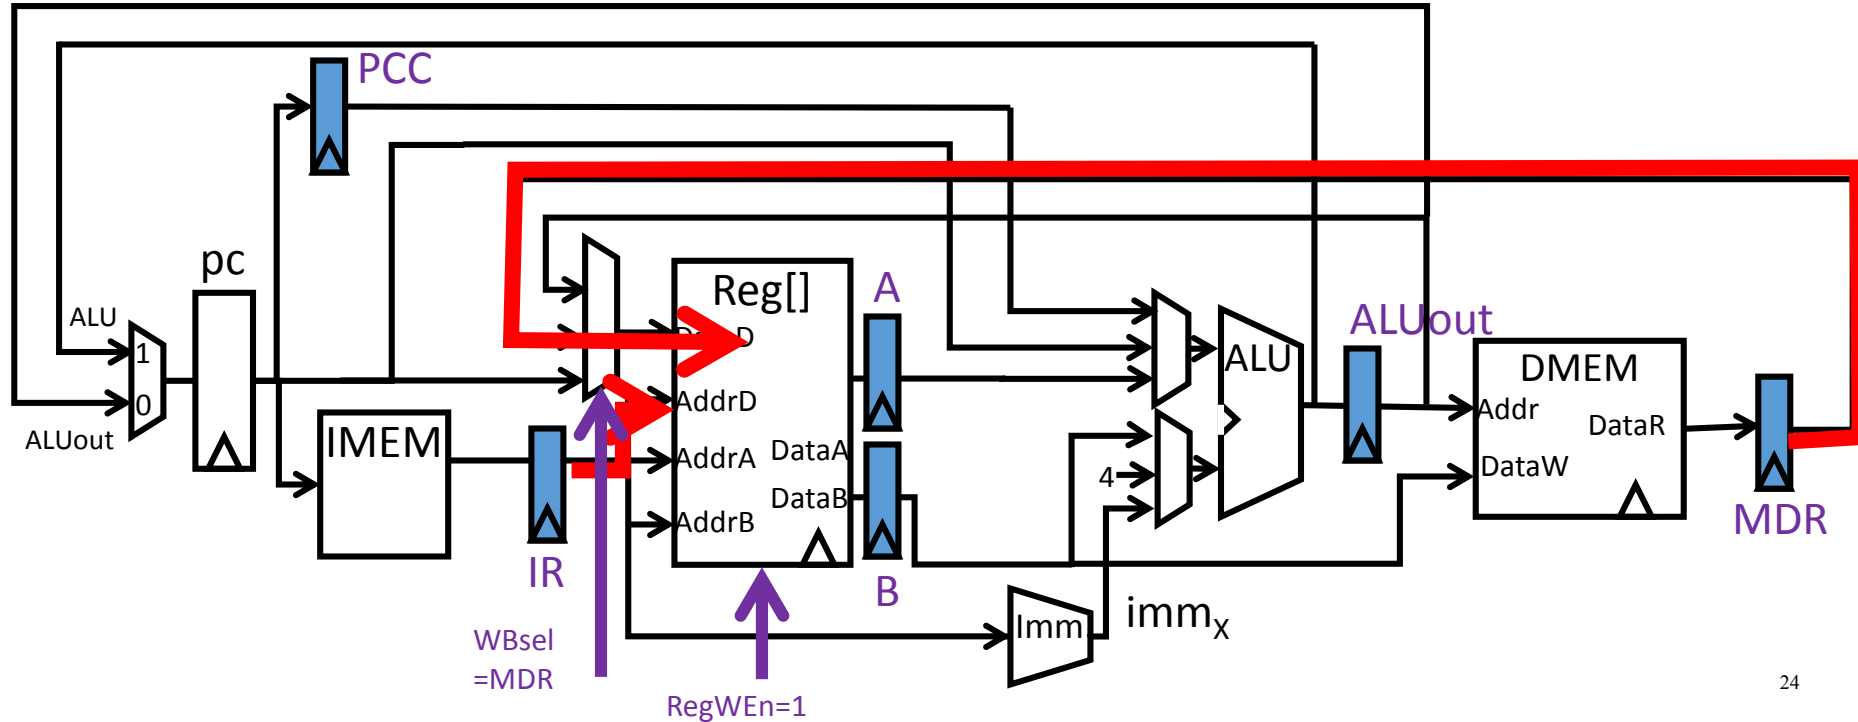 PCC
pc
Reg[]
A
ALU
1
0
ALUout
ALUout
ALU
DMEM
AddrD
IMEM
AddrA
DataA
Addr
DataR
DataW
4
DataB
AddrB
IR
B
MDR
Imm
immX
WBsel
=MDR
RegWEn=1
24